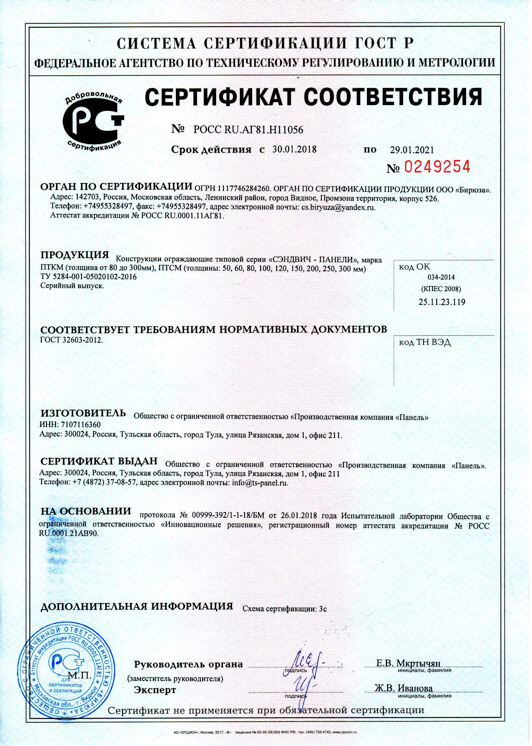 СИСТЕМА СЕРТИФИКАЦИИ ГОСТ Р
ФЕДЕРАЛЬНОЕ АГЕНТСТВО ПО ТЕХНИЧЕСКОМУ РЕГУЛИРОВАНИЮ И МЕТРОЛОГИИ
Добровольная
сертификация
СЕРТИФИКАТ СООТВЕТСТВИЯ
№ РОСС RU.АГ81.Н11056
Срок действия с 30.01.2018 по 29.01.2021
№ 0249254
ОРГАН ПО СЕРТИФИКАЦИИ ОГРН 1117746284260. ОРГАН ПО СЕРТИФИКАЦИИ ПРОДУКЦИИ ООО «Бирюза».
Адрес: 142703, Россия, Московская область, Ленинский район, город Видное, Промзона территория, корпус 526.
Телефон: +74955328497, факс: +74955328497, адрес электронной почты: cs.biryuza@yandex.ru.
Аттестат аккредитации № РОСС RU.0001.11АГ81.
ПРОДУКЦИЯ Конструкции ограждающие типовой серии «СЭНДВИЧ - ПАНЕЛИ», марка
ПТКМ (толщина от 80 до 300мм), ПТСМ (толщины: 50, 60, 80, 100, 120, 150, 200, 250, 300 мм)
ТУ 5284-001-05020102-2016
Серийный выпуск.
код ОК
034-2014
(КПЕС 2008)
25.11.23.119
СООТВЕТСТВУЕТ ТРЕБОВАНИЯМ НОРМАТИВНЫХ ДОКУМЕНТОВ
ГОСТ 32603-2012.
код ТН ВЭД
ИЗГОТОВИТЕЛЬ Общество с ограниченной ответственностью «Производственная компания «Панель»
ИНН: 7107116360
Адрес: 300024, Россия, Тульская область, город Тула, улица Рязанская, дом 1, офис 211.
СЕРТИФИКАТ ВЫДАН Общество с ограниченной ответственностью «Производственная компания «Панель».
Адрес: 300024, Россия, Тульская область, город Тула, улица Рязанская, дом 1, офис 211
Телефон: +7 (4872) 37-08-57, адрес электронной почты: info@ts-panel.ru.
НА ОСНОВАНИИ протокола № 00999-392/1-1-18/БМ от 26.01.2018 года Испытательной лаборатории Общества с
ограниченной ответственностью «Инновационные решения», регистрационный номер аттестата аккредитации № РОСС
RU.0001.21АВ90.
ДОПОЛНИТЕЛЬНАЯ ИНФОРМАЦИЯ Схема сертификации: 3с
М.П.
ДЛЯ
СЕРТИФИКАТОВ
И ДЕКЛАРАЦИЙ
Руководитель органа
(заместитель руководителя)
подпись
Е.В. Мкртычян
инициалы, фамилия
Эксперт
подпись
Ж.В. Иванова
инициалы, фамилия
Сертификат не применяется при обязательной сертификации